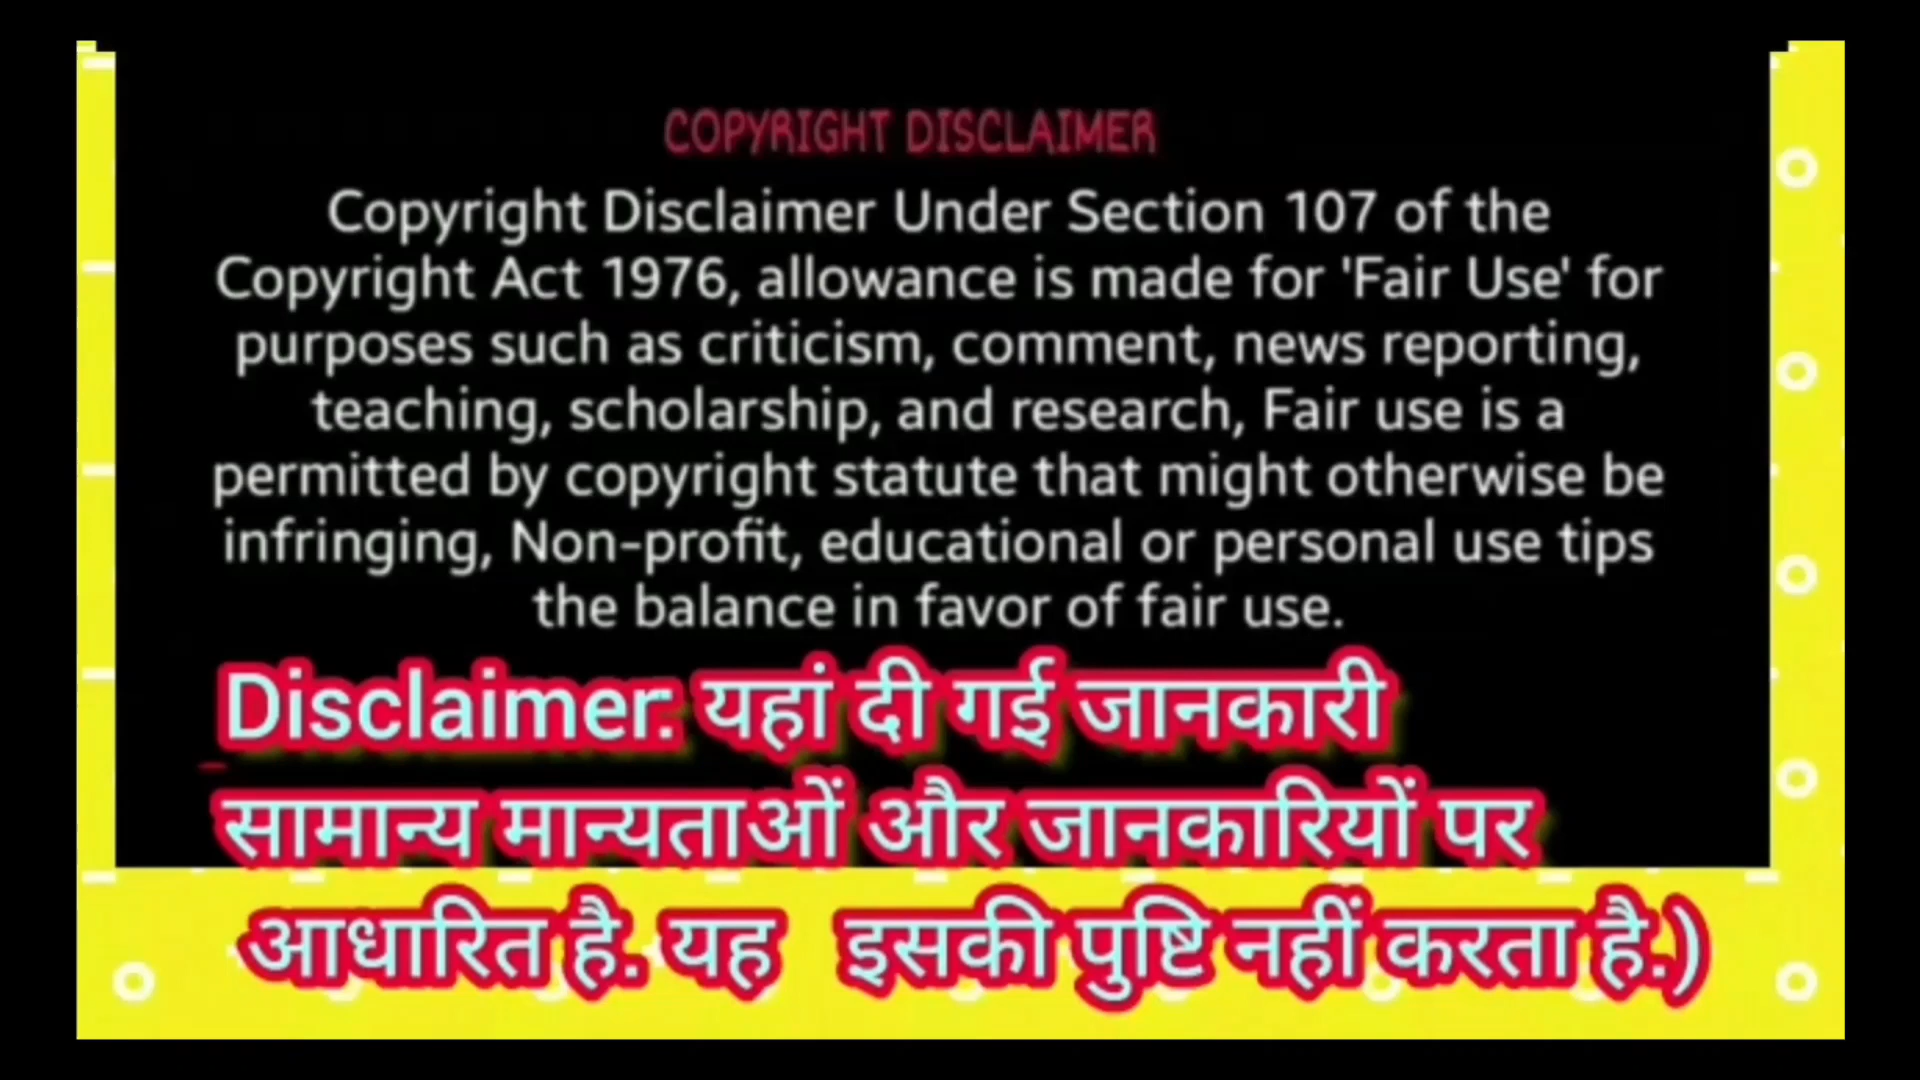 COPYRIGHT DISCLAIMER
Copyright Disclaimer Under Section 107 of the
Copyright Act 1976, allowance is made for 'Fair Use' for
purposes such as criticism, comment, news reporting,
teaching, scholarship, and research, Fair use is a
permitted by copyright statute that might otherwise be
infringing, Non-profit, educational or personal use tips
the balance in favor of fair use.
Disclaimer: यहां दी गई जानकारी
सामान्य मान्यताओं और जानकारियों पर
आधारित है. यह इसकी पुष्टि नहीं करता है.)